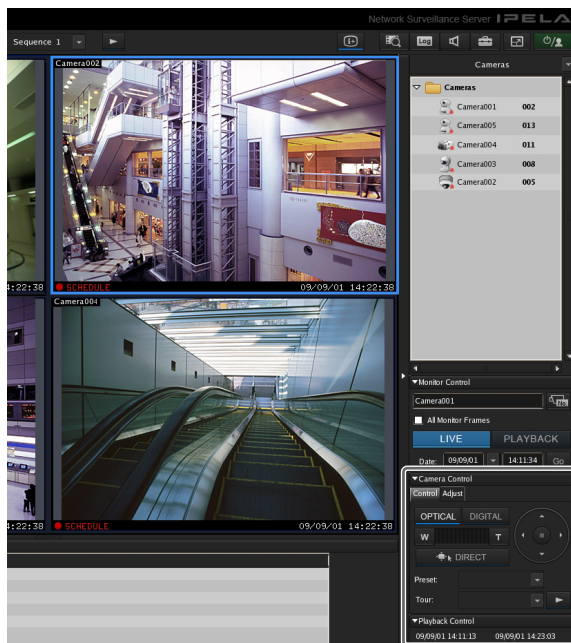 Network Surveillance Server IPELA
Sequence 1
Log
Cameras
Camera002
Cameras
Camera001 002
Camera005 013
Camera004 011
Camera003 008
Camera002 005
4:22:38
SCHEDULE 09/09/01 14:22:38
Camera004
Monitor Control
Camera001
All Monitor Frames
LIVE PLAYBACK
Date: 09/09/01 14:11:34 Go
Camera Control
Control Adjust
OPTICAL DIGITAL
W T
4:22:38
SCHEDULE 09/09/01 14:22:38
DIRECT
Preset:
Tour:
Playback Control
09/09/01 14:11:13 09/09/01 14:23:03